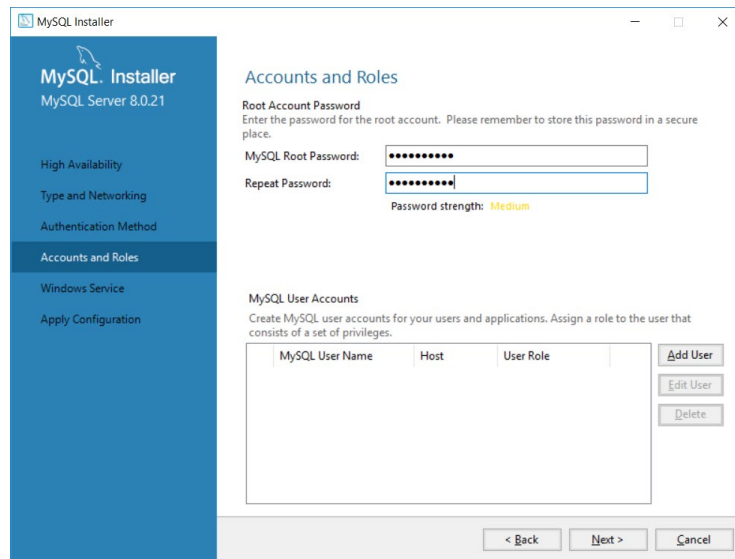 MySQL Installer
MySQL. Installer
MySQL Server 8.0.21
High Availability
Type and Networking
Authentication Method
Accounts and Roles
Windows Service
Apply Configuration
Accounts and Roles
Root Account Password
Enter the password for the root account. Please remember to store this password in a secure
place.
MySQL Root Password: ●●●●●●●●●●
Repeat Password: ●●●●●●●●●●
Password strength: Medium
MySQL User Accounts
Create MySQL user accounts for your users and applications. Assign a role to the user that
consists of a set of privileges.
MySQL User Name Host User Role
Add User
Edit User
Delete
< Back Next > Cancel